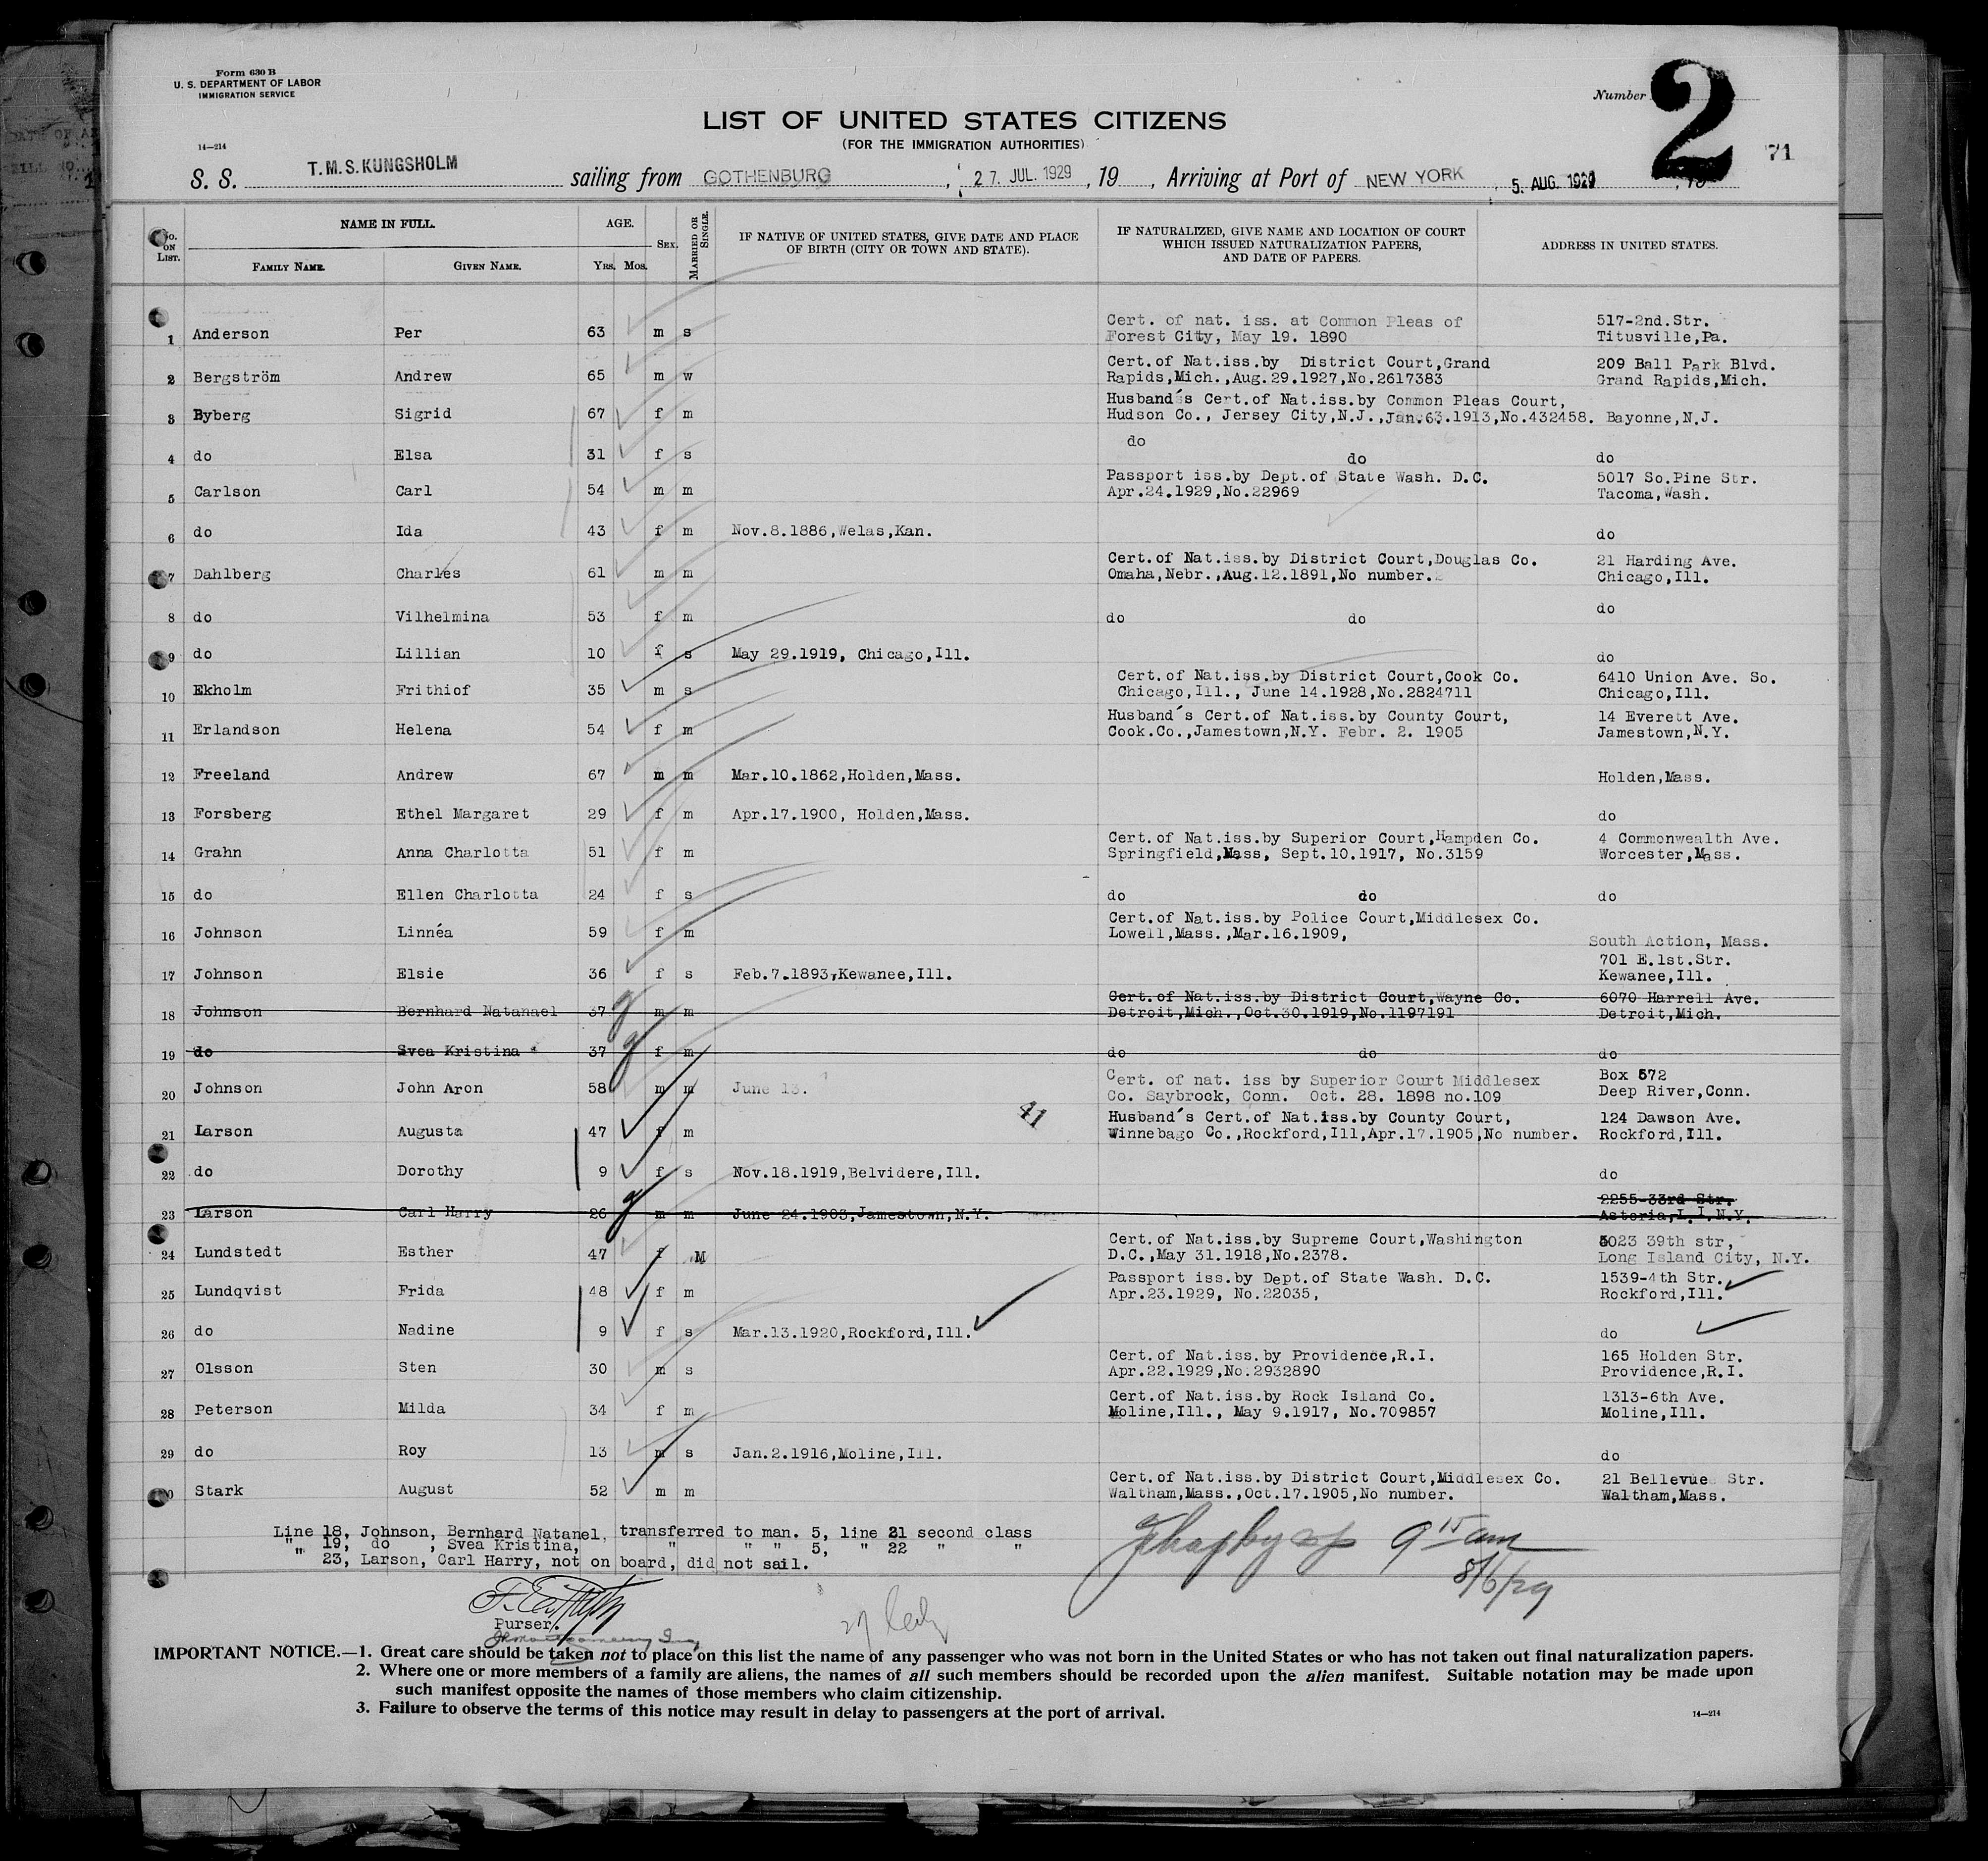 Form 630 B
U. S. DEPARTMENT OF LABOR
IMMIGRATION SERVICE
Number 2
14—214
71
LIST OF UNITED STATES CITIZENS
(FOR THE IMMIGRATION AUTHORITIES)
S. S. T.M.S.KUNGSHOLM sailing from GOTHENBURG, 27. JUL. 1929, 19 , Arriving at Port of NEW YORK, 5. AUG. 1929, 19
No. ON LIST.
NAME IN FULL.
FAMILY NAME. GIVEN NAME.
AGE.
YRS. MOS.
SEX.
MARRIED OR SINGLE.
IF NATIVE OF UNITED STATES, GIVE DATE AND PLACE
OF BIRTH (CITY OR TOWN AND STATE).
IF NATURALIZED, GIVE NAME AND LOCATION OF COURT
WHICH ISSUED NATURALIZATION PAPERS,
AND DATE OF PAPERS.
ADDRESS IN UNITED STATES.
Cert. of nat. iss. at Common Pleas of 517-2nd.Str.
1 Anderson Per 63 m s Forest City, May 19. 1890 Titusville,Pa.
Cert.of Nat.iss.by District Court,Grand 209 Ball Park Blvd.
2 Bergström Andrew 65 m w Rapids,Mich.,Aug.29.1927,No.2617383 Grand Rapids,Mich.
Husband´s Cert.of Nat.iss.by Common Pleas Court,
3 Byberg Sigrid 67 f m Hudson Co., Jersey City,N.J.,Jan. .1913,No.432458. Bayonne,N.J.
do
4 do Elsa 31 f s do do
Passport iss.by Dept.of State Wash. D.C. 5017 So.Pine Str.
5 Carlson Carl 54 m m Apr.24.1929,No.22969 Tacoma,Wash.
6 do Ida 43 f m Nov.8.1886,Welas,Kan. do
Cert.of Nat.iss.by District Court,Douglas Co. 21 Harding Ave.
7 Dahlberg Charles 61 m m Omaha,Nebr.,Aug.12.1891,No number. Chicago,Ill.
8 do Vilhelmina 53 f m do do do
9 do Lillian 10 f s May 29.1919, Chicago,Ill. do
Cert.of Nat.iss.by District Court,Cook Co. 6410 Union Ave. So.
10 Ekholm Frithiof 35 m s Chicago,Ill., June 14.1928,No.2824711 Chicago,Ill.
Husband´s Cert.of Nat.iss.by County Court, 14 Everett Ave.
11 Erlandson Helena 54 f m Cook.Co.,Jamestown,N.Y. Febr. 2. 1905 Jamestown,N.Y.
12 Freeland Andrew 67 m m Mar.10.1862,Holden,Mass. Holden,Mass.
13 Forsberg Ethel Margaret 29 f m Apr.17.1900, Holden,Mass. do
Cert.of Nat.iss.by Superior Court,Hampden Co. 4 Commonwealth Ave.
14 Grahn Anna Charlotta 51 f m Springfield,Mass, Sept.10.1917, No.3159 Worcester,Mass.
15 do Ellen Charlotta 24 f s do do do
Cert.of Nat.iss.by Police Court,Middlesex Co.
16 Johnson Linnéa 59 f m Lowell,Mass.,Mar.16.1909,
South Action, Mass.
701 E.1st.Str.
17 Johnson Elsie 36 f s Feb.7.1893,Kewanee,Ill. Kewanee,Ill.
Cert.of Nat.iss.by District Court,Wayne Co. 6070 Harrell Ave.
18 Johnson Bernhard Natanael 37 m m Detroit,Mich.,Oct.30.1919,No.1197191 Detroit,Mich.
19 do Svea Kristina 37 f m do do do
Cert. of nat. iss by Superior Court Middlesex Box 572
20 Johnson John Aron 58 m m June 13. Co. Saybrock, Conn. Oct. 28. 1898 no.109 Deep River,Conn.
41
Husband´s Cert.of Nat.iss.by County Court, 124 Dawson Ave.
21 Larson Augusta 47 f m Winnebago Co.,Rockford,Ill,Apr.17.1905,No number. Rockford,Ill.
22 do Dorothy 9 f s Nov.18.1919,Belvidere,Ill. do
2255-33rd Str.
23 Larson Carl Harry 26 m m June 24.1903,Jamestown,N.Y. Astoria,L.I.N.Y.
Cert.of Nat.iss.by Supreme Court,Washington 3023 39th str,
24 Lundstedt Esther 47 f M D.C.,May 31.1918,No.2378. Long Island City, N.Y.
Passport iss.by Dept.of State Wash. D.C. 1539-4th Str.
25 Lundqvist Frida 48 f m Apr.23.1929, No.22035, Rockford,Ill.
26 do Nadine 9 f s Mar.13.1920,Rockford,Ill. do
Cert.of Nat.iss.by Providence,R.I. 165 Holden Str.
27 Olsson Sten 30 m s Apr.22.1929,No.2932890 Providence,R.I.
Cert.of Nat.iss.by Rock Island Co. 1313-6th Ave.
28 Peterson Milda 34 f m Moline,Ill., May 9.1917, No.709857 Moline,Ill.
29 do Roy 13 m s Jan.2.1916,Moline,Ill. do
Cert.of Nat.iss.by District Court,Middlesex Co. 21 Bellevue Str.
30 Stark August 52 m m Waltham,Mass.,Oct.17.1905,No number. Waltham,Mass.
Line 18, Johnson, Bernhard Natanel, transferred to man. 5, line 21 second class
" 19, do , Svea Kristina, " " " 5, " 22 " "
" 23, Larson, Carl Harry, not on board, did not sail.
9 15 am
8/6/29
Purser.
IMPORTANT NOTICE.—1. Great care should be taken not to place on this list the name of any passenger who was not born in the United States or who has not taken out final naturalization papers.
2. Where one or more members of a family are aliens, the names of all such members should be recorded upon the alien manifest. Suitable notation may be made upon
such manifest opposite the names of those members who claim citizenship.
3. Failure to observe the terms of this notice may result in delay to passengers at the port of arrival.
14—214